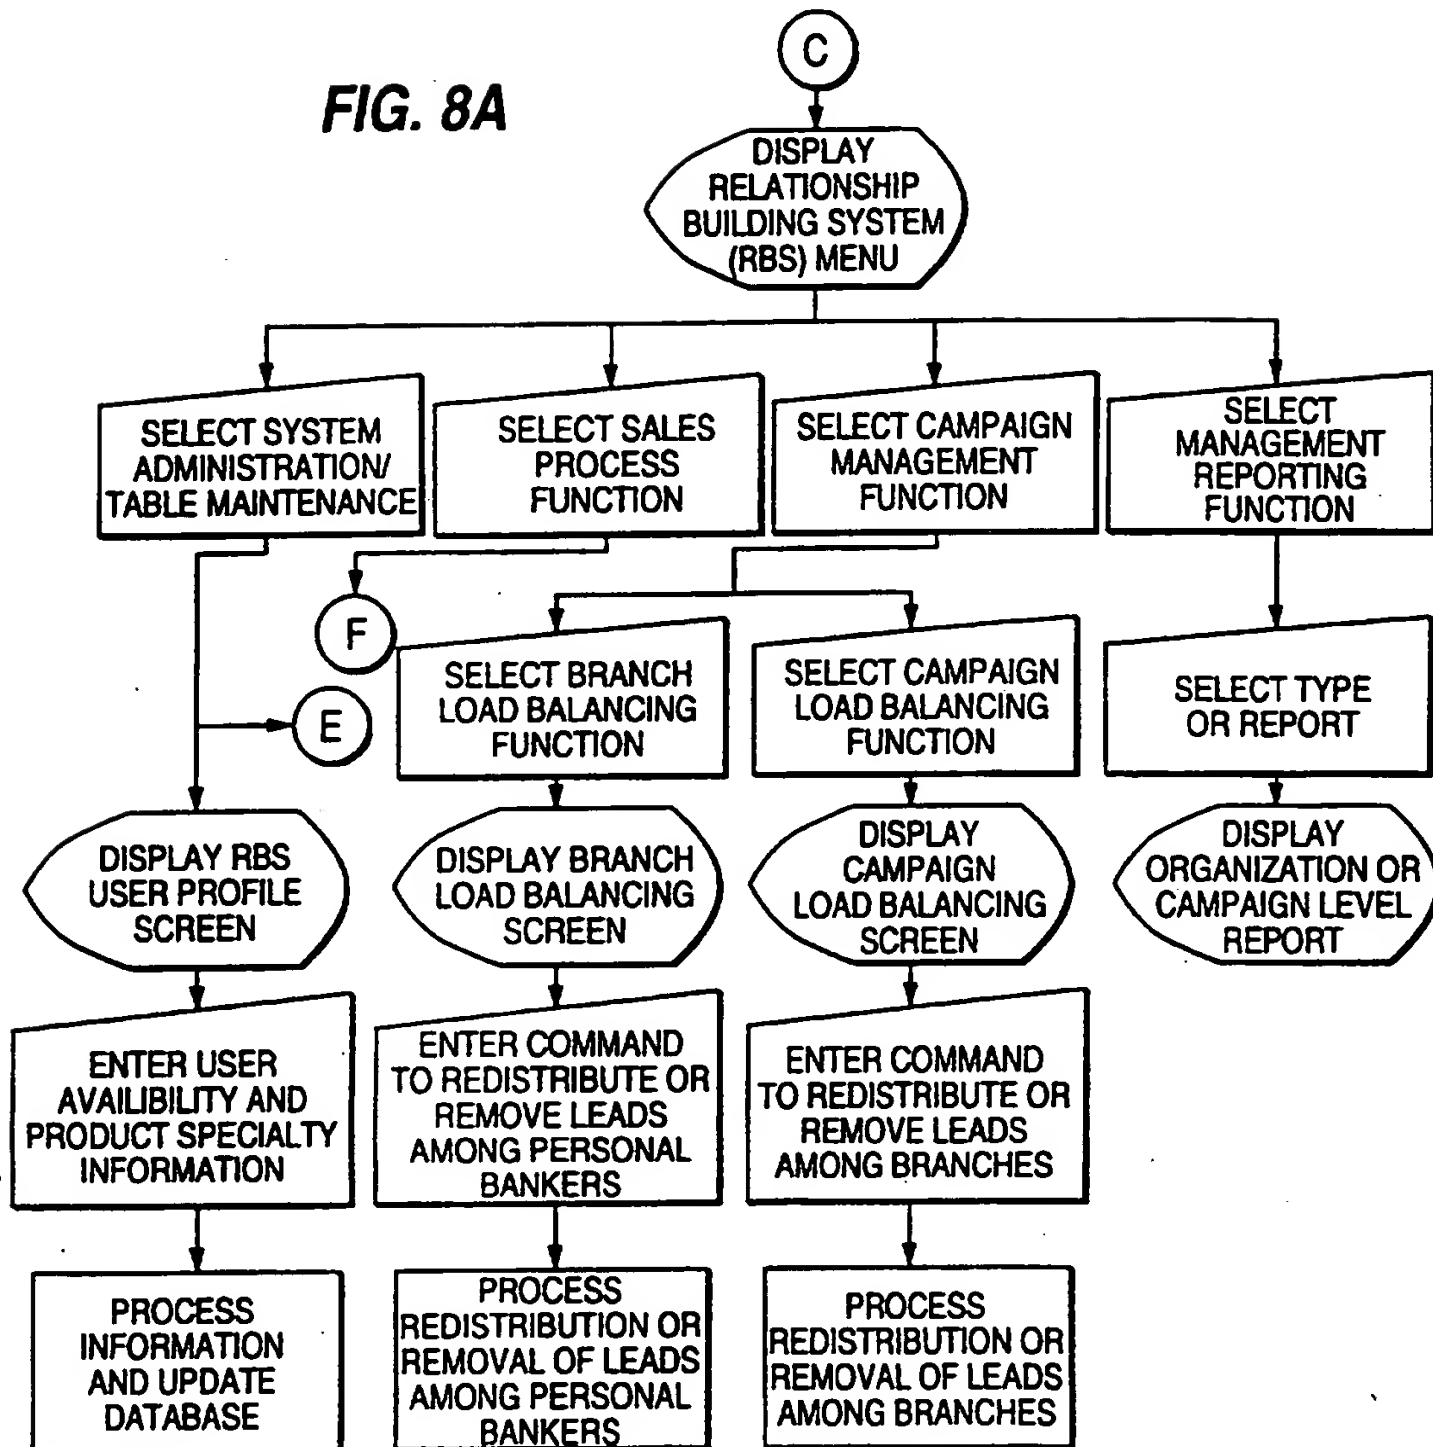 C
FIG. 8A
DISPLAY
RELATIONSHIP
BUILDING SYSTEM
(RBS) MENU
SELECT SYSTEM
ADMINISTRATION/
TABLE MAINTENANCE
SELECT SALES
PROCESS
FUNCTION
SELECT CAMPAIGN
MANAGEMENT
FUNCTION
SELECT
MANAGEMENT
REPORTING
FUNCTION
F
E
SELECT BRANCH
LOAD BALANCING
FUNCTION
SELECT CAMPAIGN
LOAD BALANCING
FUNCTION
SELECT TYPE
OR REPORT
DISPLAY RBS
USER PROFILE
SCREEN
DISPLAY BRANCH
LOAD BALANCING
SCREEN
DISPLAY
CAMPAIGN
LOAD BALANCING
SCREEN
DISPLAY
ORGANIZATION OR
CAMPAIGN LEVEL
REPORT
ENTER USER
AVAILIBILITY AND
PRODUCT SPECIALTY
INFORMATION
ENTER COMMAND
TO REDISTRIBUTE OR
REMOVE LEADS
AMONG PERSONAL
BANKERS
ENTER COMMAND
TO REDISTRIBUTE OR
REMOVE LEADS
AMONG BRANCHES
PROCESS
INFORMATION
AND UPDATE
DATABASE
PROCESS
REDISTRIBUTION OR
REMOVAL OF LEADS
AMONG PERSONAL
BANKERS
PROCESS
REDISTRIBUTION OR
REMOVAL OF LEADS
AMONG BRANCHES